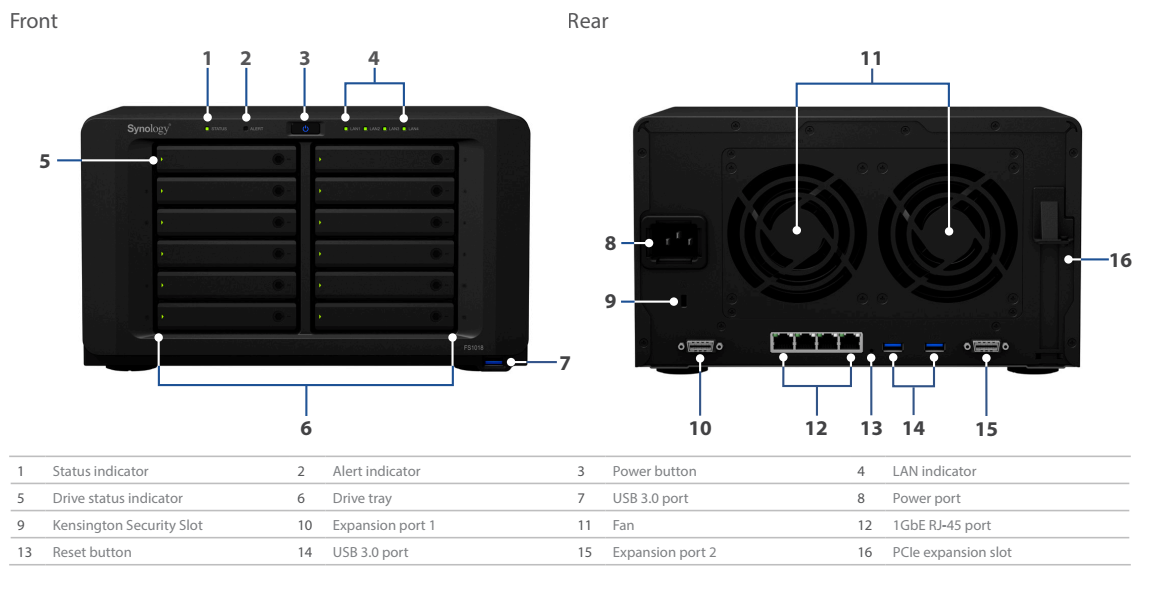 Front
Rear
1 2 3 4
11
Synology
STATUS ALERT LAN1 LAN2 LAN3 LAN4
5
8
16
9
FS1018
7
6
10 12 13 14 15
1 Status indicator 2 Alert indicator 3 Power button 4 LAN indicator
5 Drive status indicator 6 Drive tray 7 USB 3.0 port 8 Power port
9 Kensington Security Slot 10 Expansion port 1 11 Fan 12 1GbE RJ-45 port
13 Reset button 14 USB 3.0 port 15 Expansion port 2 16 PCIe expansion slot